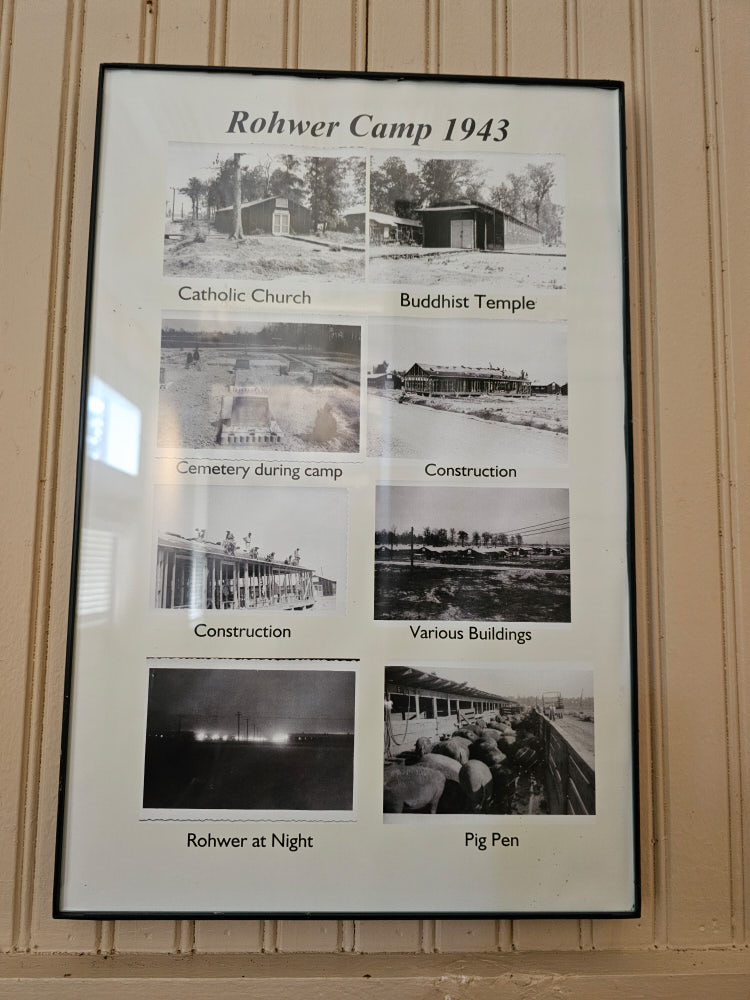 Rohwer Camp 1943
Catholic Church
Buddhist Temple
Cemetery during camp
Construction
Construction
Various Buildings
Rohwer at Night
Pig Pen